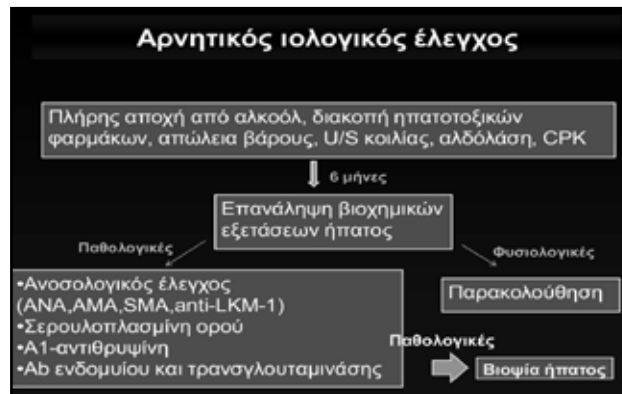 Αρνητικός ιολογικός έλεγχος
Πλήρης αποχή από αλκοόλ, διακοπή ηπατοτοξικών
φαρμάκων, απώλεια βάρους, U/S κοιλίας, αλδόλάση, CPK
6 μήνες
Επανάληψη βιοχημικών
εξετάσεων ήπατος
Παθολογικές
Φυσιολογικές
•Ανοσολογικός έλεγχος
(ANA,AMA,SMA,anti-LKM-1)
•Σερουλοπλασμίνη ορού
•Α1-αντιθρυψίνη
•Ab ενδομυίου και τρανσγλουταμινάσης
Παρακολούθηση
Παθολογικές
Βιοψία ήπατος